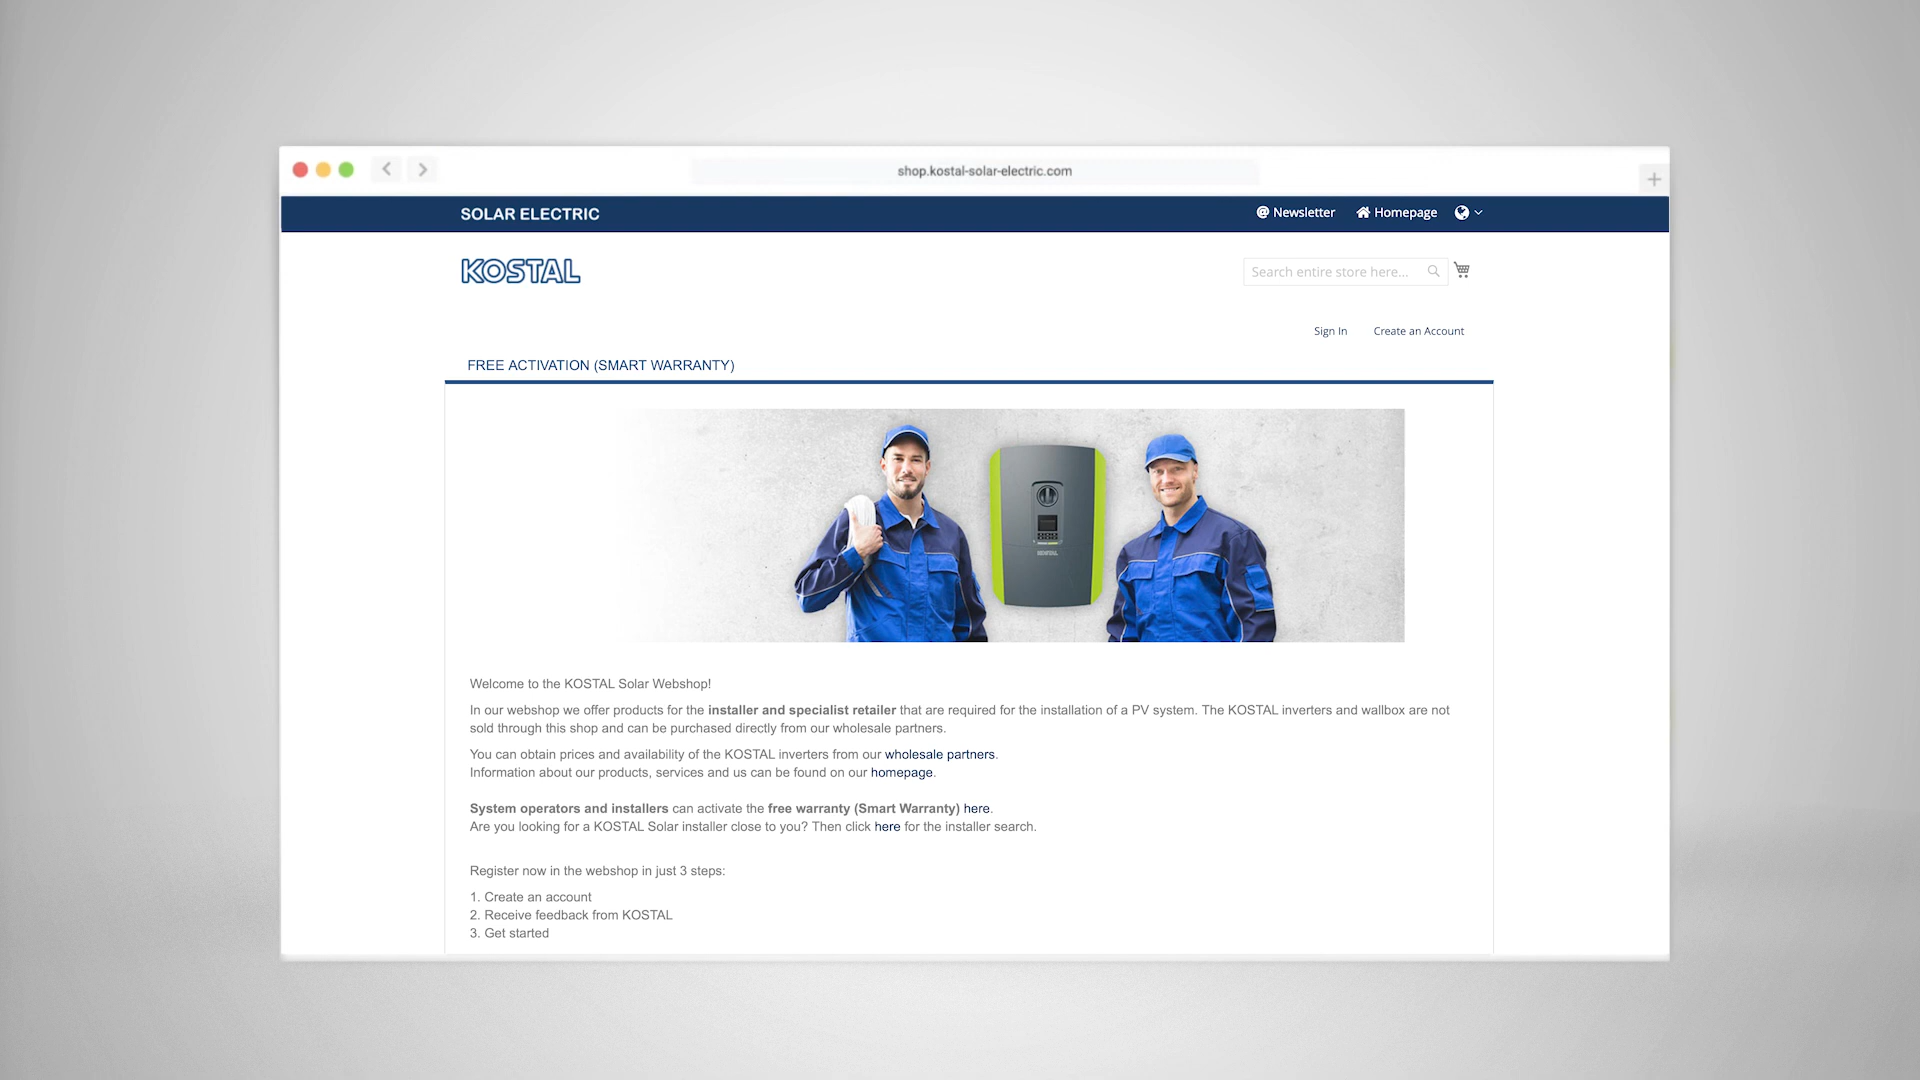 shop.kostal-solar-electric.com
SOLAR ELECTRIC
Newsletter
Homepage
KOSTAL
Search entire store here...
Sign In
Create an Account
FREE ACTIVATION (SMART WARRANTY)
KOSTAL
Welcome to the KOSTAL Solar Webshop!
In our webshop we offer products for the installer and specialist retailer that are required for the installation of a PV system. The KOSTAL inverters and wallbox are not
sold through this shop and can be purchased directly from our wholesale partners.
You can obtain prices and availability of the KOSTAL inverters from our wholesale partners.
Information about our products, services and us can be found on our homepage.
System operators and installers can activate the free warranty (Smart Warranty) here.
Are you looking for a KOSTAL Solar installer close to you? Then click here for the installer search.
Register now in the webshop in just 3 steps:
1. Create an account
2. Receive feedback from KOSTAL
3. Get started